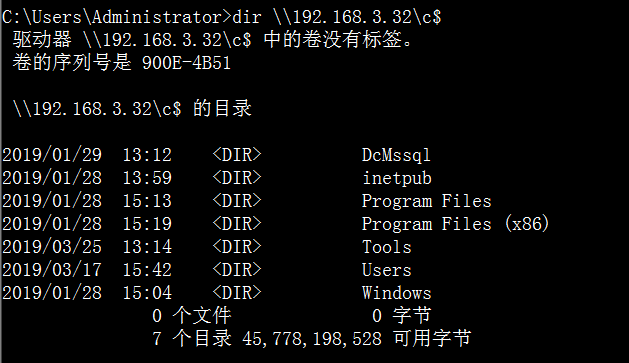 C:\Users\Administrator>dir \\192.168.3.32\c$
驱动器 \\192.168.3.32\c$ 中的卷没有标签。
卷的序列号是 900E-4B51
\\192.168.3.32\c$ 的目录
2019/01/29  13:12    <DIR>          DcMssql
2019/01/28  13:59    <DIR>          inetpub
2019/01/28  15:13    <DIR>          Program Files
2019/01/28  15:19    <DIR>          Program Files (x86)
2019/03/25  13:14    <DIR>          Tools
2019/03/17  15:42    <DIR>          Users
2019/01/28  15:04    <DIR>          Windows
0 个文件              0 字节
7 个目录 45,778,198,528 可用字节